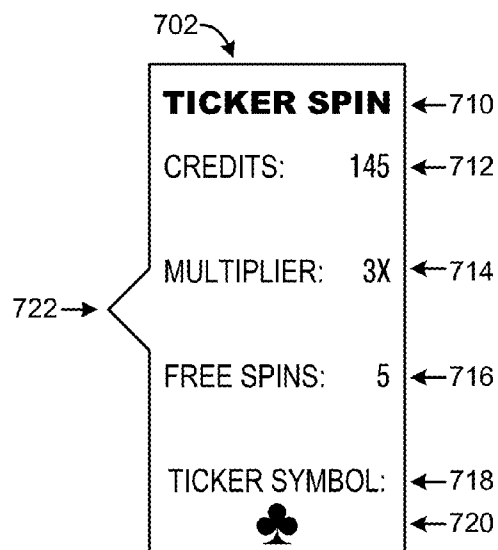 702
TICKER SPIN 710
CREDITS: 145 712
MULTIPLIER: 3X 714
722
FREE SPINS: 5 716
TICKER SYMBOL: 718
♣ 720